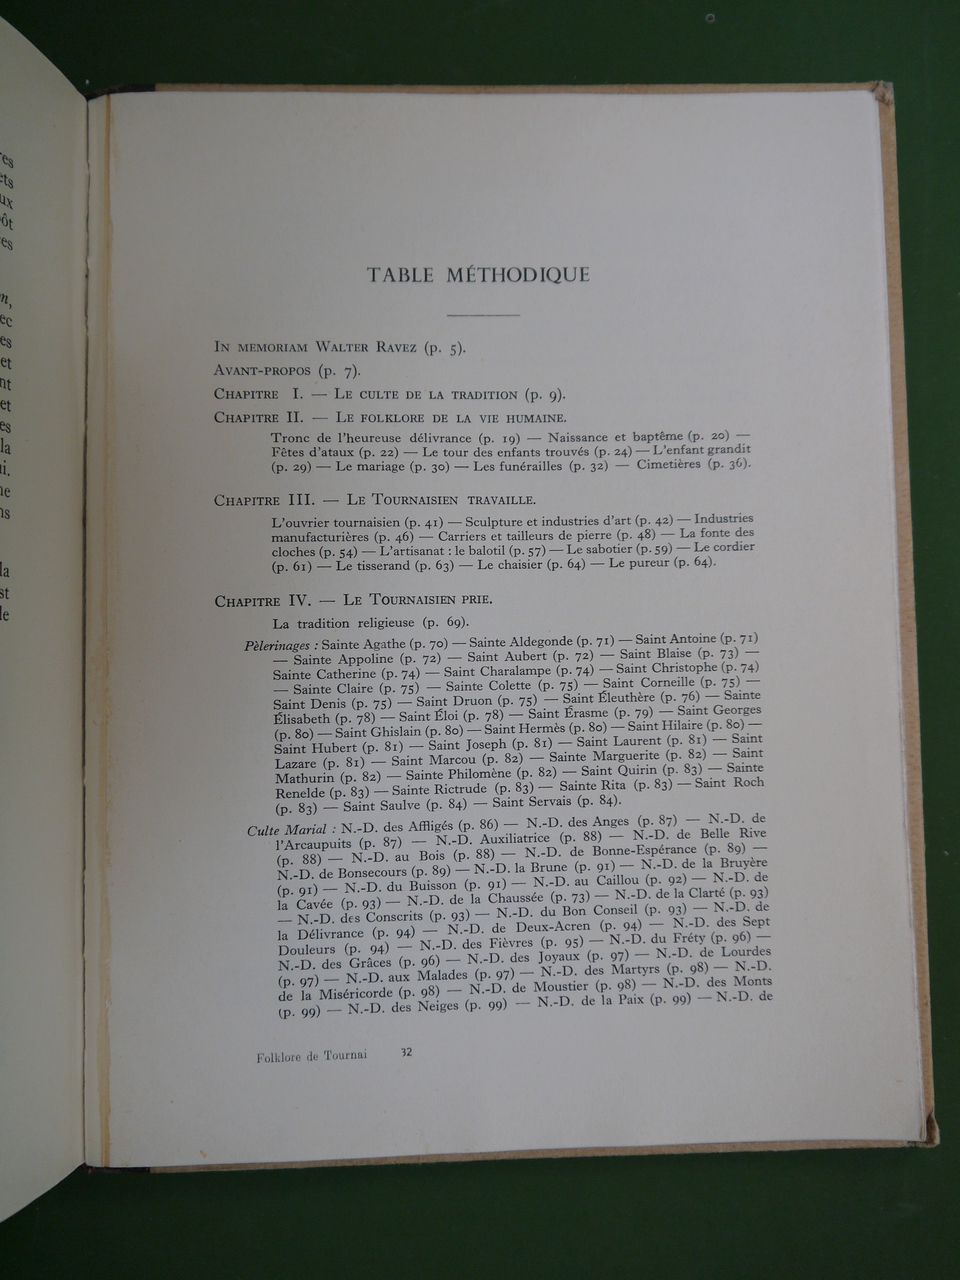 es
ts
ux
ôt
es
n,
ec
es
et
nt
et
es
la
i.
ne
ns
la
st
le
TABLE MÉTHODIQUE
In memoriam Walter Ravez (p. 5).
Avant-propos (p. 7).
Chapitre I. — Le culte de la tradition (p. 9).
Chapitre II. — Le folklore de la vie humaine.
Tronc de l'heureuse délivrance (p. 19) — Naissance et baptême (p. 20) —
Fêtes d'ataux (p. 22) — Le tour des enfants trouvés (p. 24) — L'enfant grandit
(p. 29) — Le mariage (p. 30) — Les funérailles (p. 32) — Cimetières (p. 36).
Chapitre III. — Le Tournaisien travaille.
L'ouvrier tournaisien (p. 41) — Sculpture et industries d'art (p. 42) — Industries
manufacturières (p. 46) — Carriers et tailleurs de pierre (p. 48) — La fonte des
cloches (p. 54) — L'artisanat : le balotil (p. 57) — Le sabotier (p. 59) — Le cordier
(p. 61) — Le tisserand (p. 63) — Le chaisier (p. 64) — Le pureur (p. 64).
Chapitre IV. — Le Tournaisien prie.
La tradition religieuse (p. 69).
Pèlerinages : Sainte Agathe (p. 70) — Sainte Aldegonde (p. 71) — Saint Antoine (p. 71)
— Sainte Appoline (p. 72) — Saint Aubert (p. 72) — Saint Blaise (p. 73) —
Sainte Catherine (p. 74) — Saint Charalampe (p. 74) — Saint Christophe (p. 74)
— Sainte Claire (p. 75) — Sainte Colette (p. 75) — Saint Corneille (p. 75) —
Saint Denis (p. 75) — Saint Druon (p. 75) — Saint Éleuthère (p. 76) — Sainte
Élisabeth (p. 78) — Saint Éloi (p. 78) — Saint Érasme (p. 79) — Saint Georges
(p. 80) — Saint Ghislain (p. 80) — Saint Hermès (p. 80) — Saint Hilaire (p. 80) —
Saint Hubert (p. 81) — Saint Joseph (p. 81) — Saint Laurent (p. 81) — Saint
Lazare (p. 81) — Saint Marcou (p. 82) — Sainte Marguerite (p. 82) — Saint
Mathurin (p. 82) — Sainte Philomène (p. 82) — Saint Quirin (p. 83) — Sainte
Renelde (p. 83) — Sainte Rictrude (p. 83) — Sainte Rita (p. 83) — Saint Roch
(p. 83) — Saint Saulve (p. 84) — Saint Servais (p. 84).
Culte Marial : N.-D. des Affligés (p. 86) — N.-D. des Anges (p. 87) — N.-D. de
l'Arcaupuits (p. 87) — N.-D. Auxiliatrice (p. 88) — N.-D. de Belle Rive
(p. 88) — N.-D. au Bois (p. 88) — N.-D. de Bonne-Espérance (p. 89) —
N.-D. de Bonsecours (p. 89) — N.-D. la Brune (p. 91) — N.-D. de la Bruyère
(p. 91) — N.-D. du Buisson (p. 91) — N.-D. au Caillou (p. 92) — N.-D. de
la Cavée (p. 93) — N.-D. de la Chaussée (p. 73) — N.-D. de la Clarté (p. 93)
— N.-D. des Conscrits (p. 93) — N.-D. du Bon Conseil (p. 93) — N.-D. de
la Délivrance (p. 94) — N.-D. de Deux-Acren (p. 94) — N.-D. des Sept
Douleurs (p. 94) — N.-D. des Fièvres (p. 95) — N.-D. du Fréty (p. 96) —
N.-D. des Grâces (p. 96) — N.-D. des Joyaux (p. 97) — N.-D. de Lourdes
(p. 97) — N.-D. aux Malades (p. 97) — N.-D. des Martyrs (p. 98) — N.-D.
de la Miséricorde (p. 98) — N.-D. de Moustier (p. 98) — N.-D. des Monts
(p. 99) — N.-D. des Neiges (p. 99) — N.-D. de la Paix (p. 99) — N.-D. de
Folklore de Tournai 32